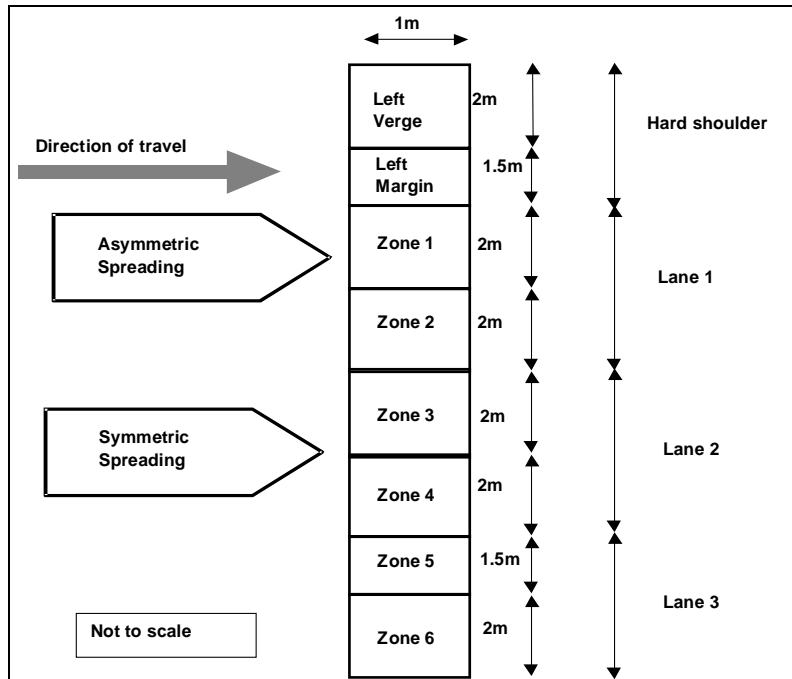 1m
Left
Verge
2m
Hard shoulder
Direction of travel
Left
Margin
1.5m
Asymmetric
Spreading
Zone 1
2m
Lane 1
Zone 2
2m
Zone 3
2m
Symmetric
Spreading
Lane 2
Zone 4
2m
Zone 5
1.5m
Lane 3
Not to scale
Zone 6
2m